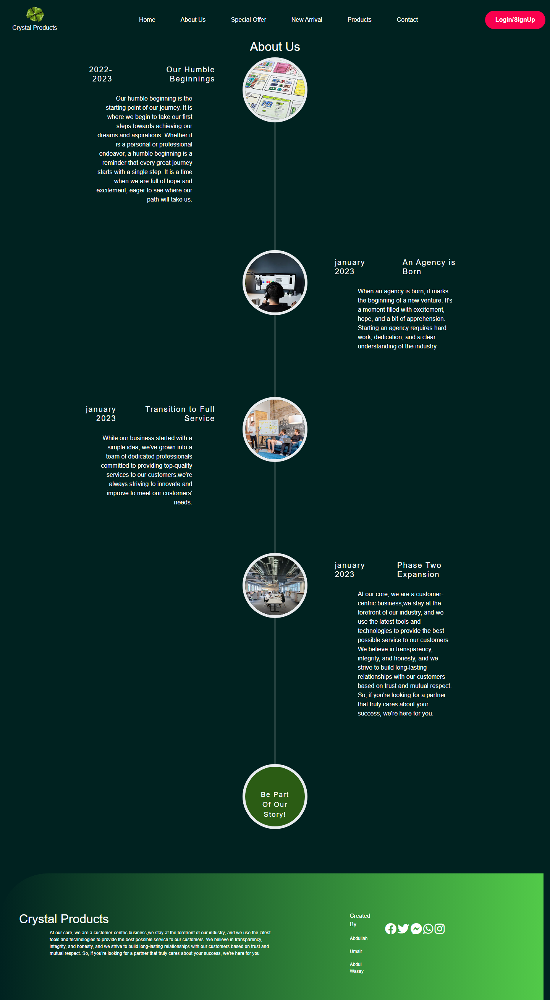 Crystal Products
Home
About Us
Special Offer
New Arrival
Products
Contact
Login/SignUp
About Us
2022-
2023
Our Humble
Beginnings
Our humble beginning is the
starting point of our journey. It is
where we begin to take our first
steps towards achieving our
dreams and aspirations. Whether it
is a personal or professional
endeavor, a humble beginning is a
reminder that every great journey
starts with a single step. It is a time
when we are full of hope and
excitement, eager to see where our
path will take us.
january
2023
An Agency is
Born
When an agency is born, it marks
the beginning of a new venture. It's
a moment filled with excitement,
hope, and a bit of apprehension.
Starting an agency requires hard
work, dedication, and a clear
understanding of the industry
january
2023
Transition to Full
Service
While our business started with a
simple idea, we've grown into a
team of dedicated professionals
committed to providing top-quality
services to our customers.we're
always striving to innovate and
improve to meet our customers'
needs.
january
2023
Phase Two
Expansion
At our core, we are a customer-
centric business,we stay at the
forefront of our industry, and we
use the latest tools and
technologies to provide the best
possible service to our customers.
We believe in transparency,
integrity, and honesty, and we
strive to build long-lasting
relationships with our customers
based on trust and mutual respect.
So, if you're looking for a partner
that truly cares about your
success, we're here for you.
Be Part
Of Our
Story!
Crystal Products
At our core, we are a customer-centric business,we stay at the forefront of our industry, and we use the latest
tools and technologies to provide the best possible service to our customers. We believe in transparency,
integrity, and honesty, and we strive to build long-lasting relationships with our customers based on trust and
mutual respect. So, if you're looking for a partner that truly cares about your success, we're here for you
Created
By
Abdullah
Umair
Abdul
Wasay